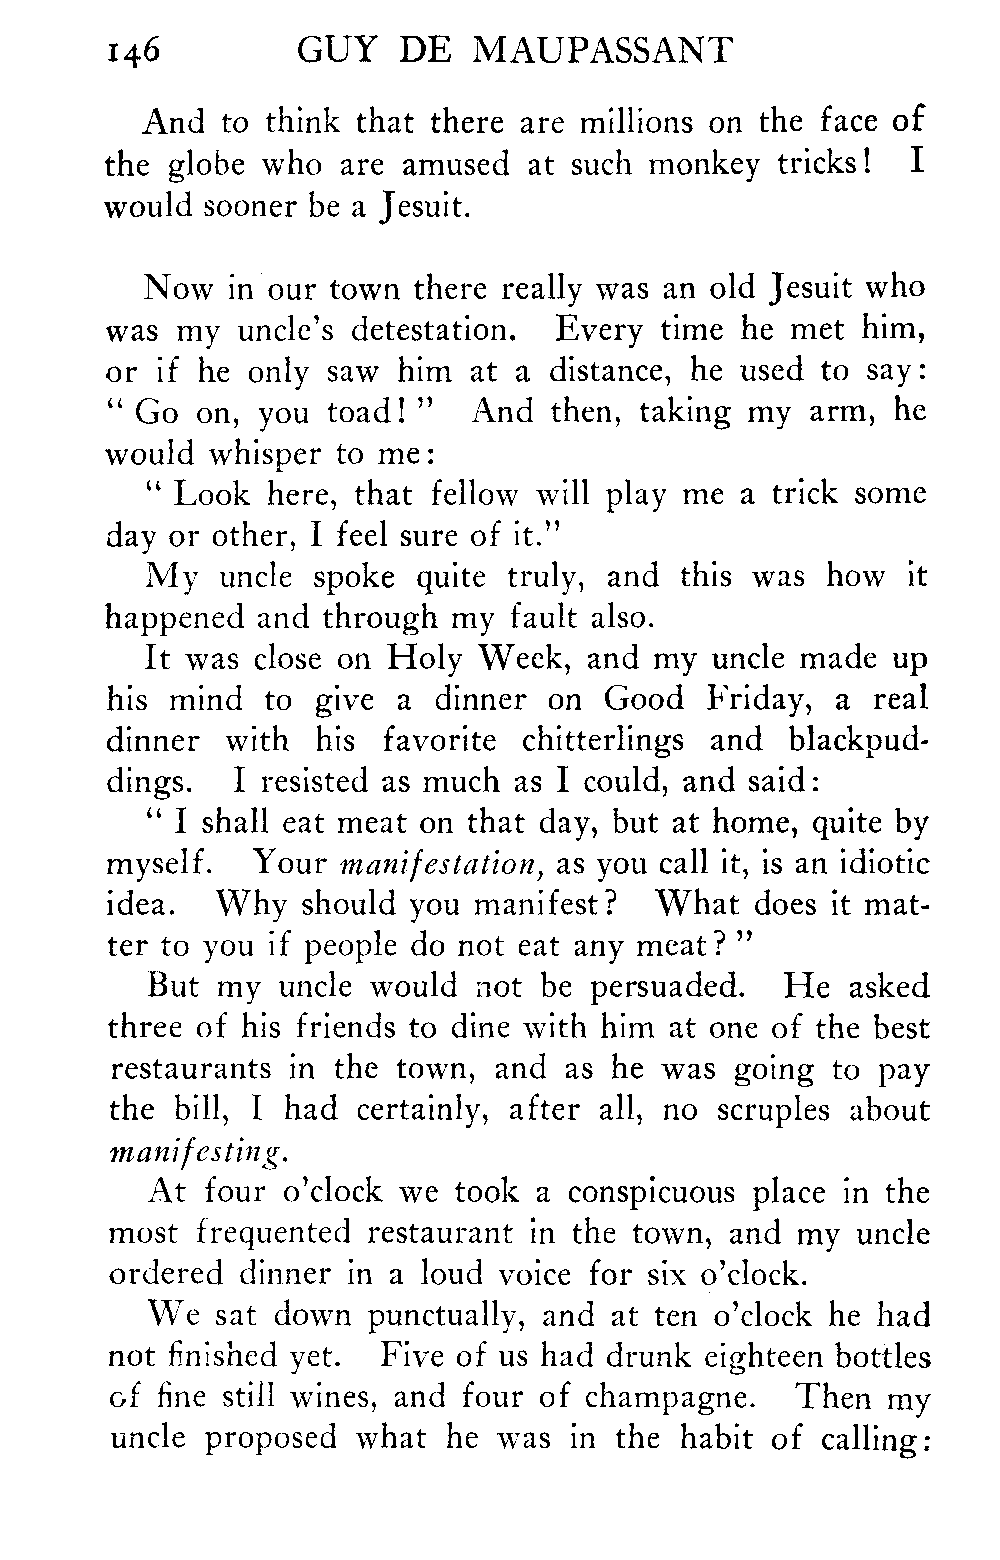 146 GUY DE MAUPASSANT
And to think that there are millions on the face of
the globe who are amused at such monkey tricks! I
would sooner be a Jesuit.
Now in our town there really was an old Jesuit who
was my uncle's detestation. Every time he met him,
or if he only saw him at a distance, he used to say:
" Go on, you toad! " And then, taking my arm, he
would whisper to me:
" Look here, that fellow will play me a trick some
day or other, I feel sure of it."
My uncle spoke quite truly, and this was how it
happened and through my fault also.
It was close on Holy Week, and my uncle made up
his mind to give a dinner on Good Friday, a real
dinner with his favorite chitterlings and blackpud-
dings. I resisted as much as I could, and said:
" I shall eat meat on that day, but at home, quite by
myself. Your manifestation, as you call it, is an idiotic
idea. Why should you manifest? What does it mat-
ter to you if people do not eat any meat? "
But my uncle would not be persuaded. He asked
three of his friends to dine with him at one of the best
restaurants in the town, and as he was going to pay
the bill, I had certainly, after all, no scruples about
manifesting.
At four o'clock we took a conspicuous place in the
most frequented restaurant in the town, and my uncle
ordered dinner in a loud voice for six o'clock.
We sat down punctually, and at ten o'clock he had
not finished yet. Five of us had drunk eighteen bottles
of fine still wines, and four of champagne. Then my
uncle proposed what he was in the habit of calling: